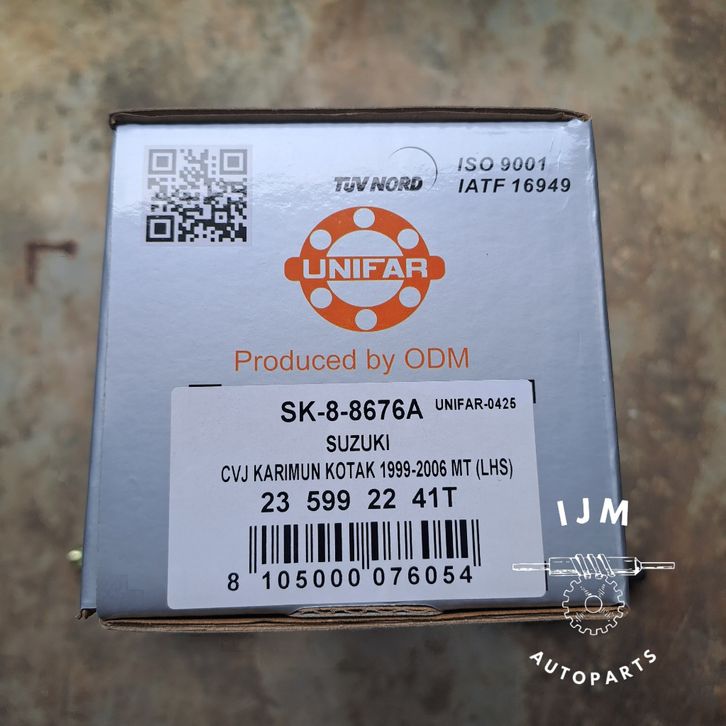 TÜV NORD
ISO 9001
IATF 16949
UNIFAR
Produced by ODM
SK-8-8676A UNIFAR-0425
SUZUKI
CVJ KARIMUN KOTAK 1999-2006 MT (LHS)
23 599 22 41T
8 105000 076054
IJM
AUTOPARTS